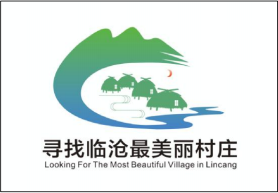 寻找临沧最美丽村庄
Looking For The Most Beautiful Village in Lincang